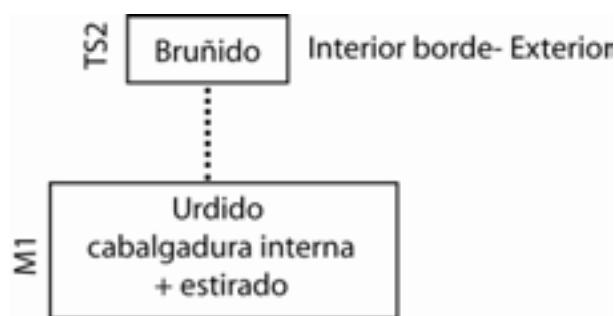 TS2
Bruñido
Interior borde- Exterior
M1
Urdido
cabalgadura interna
+ estirado